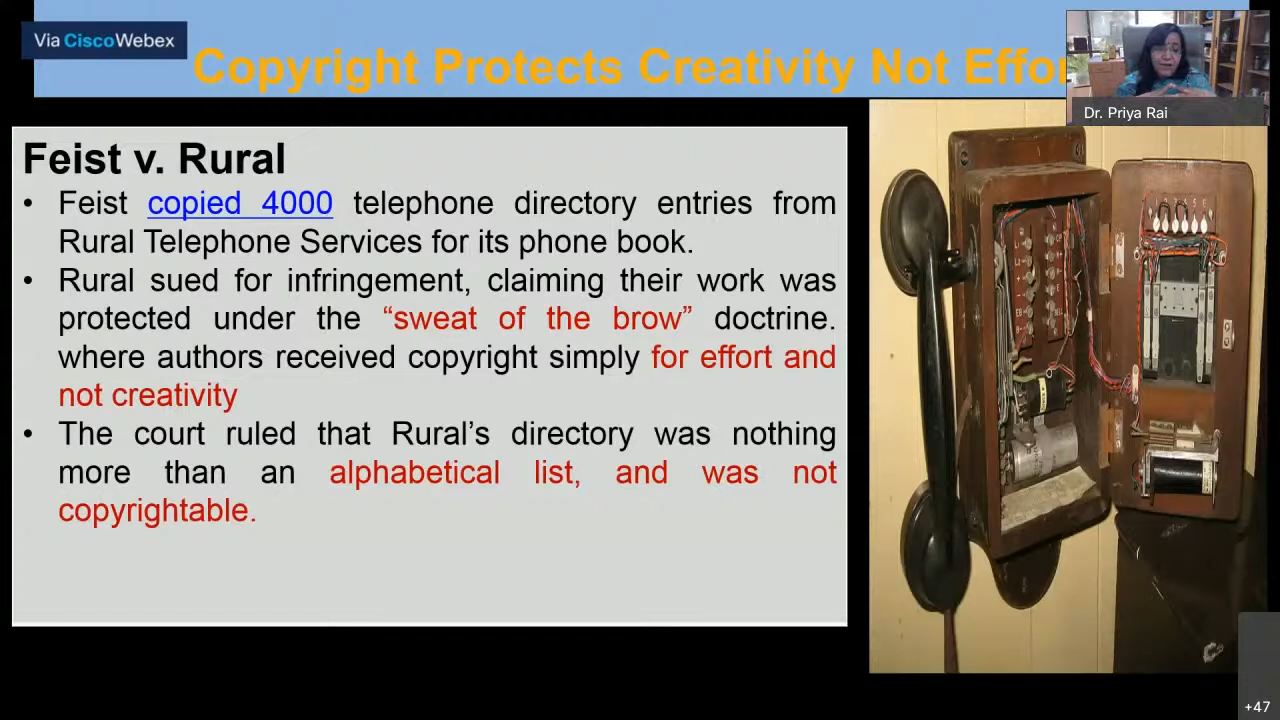 Via CiscoWebex
Copyright Protects Creativity Not Effor
Dr. Priya Rai
Feist v. Rural
• Feist copied 4000 telephone directory entries from
Rural Telephone Services for its phone book.
• Rural sued for infringement, claiming their work was
protected under the “sweat of the brow” doctrine.
where authors received copyright simply for effort and
not creativity
• The court ruled that Rural’s directory was nothing
more than an alphabetical list, and was not
copyrightable.
+47